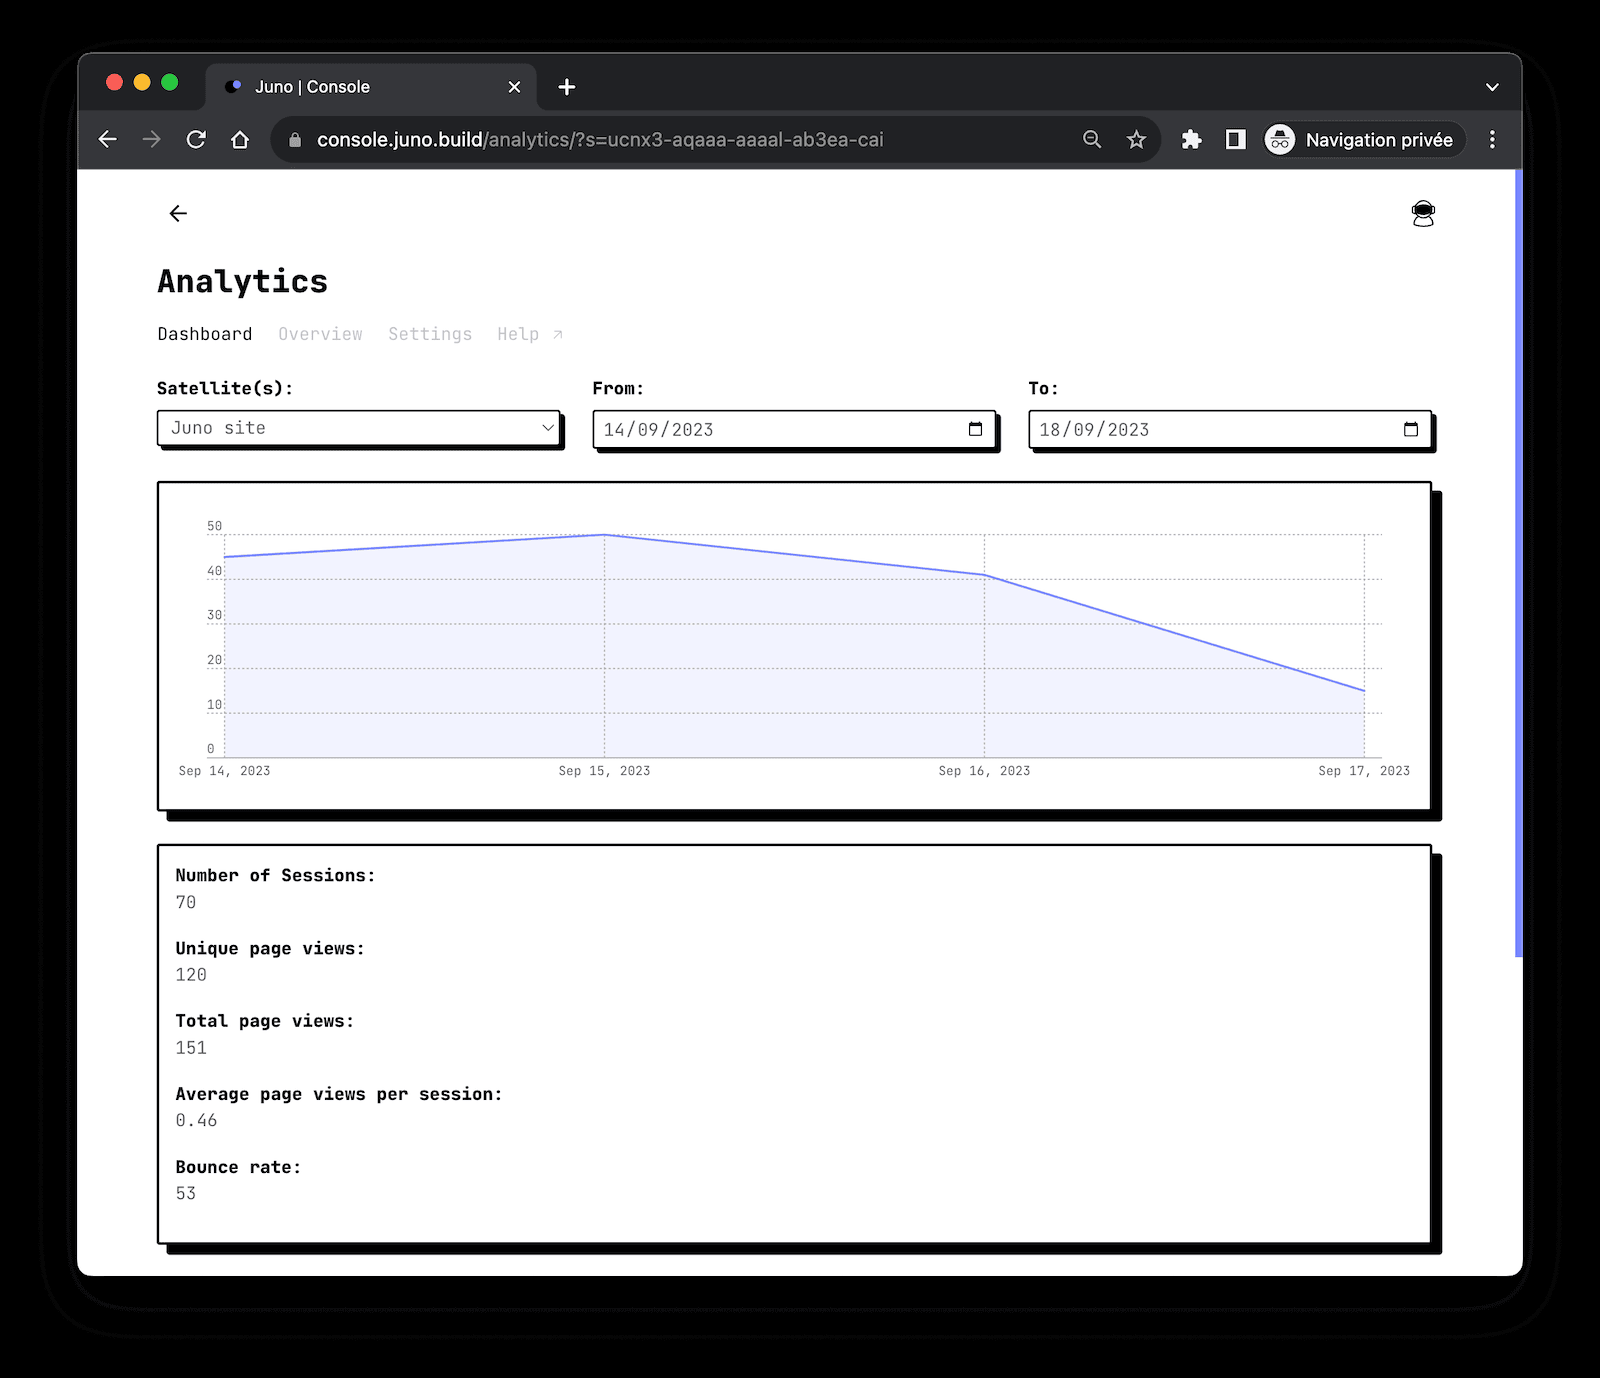 Juno | Console
console.juno.build/analytics/?s=ucnx3-aqaaa-aaaal-ab3ea-cai
Navigation privée
Analytics
Dashboard Overview Settings Help ↗
Satellite(s): From: To:
Juno site 14/09/2023 18/09/2023
50
40
30
20
10
0
Sep 14, 2023 Sep 15, 2023 Sep 16, 2023 Sep 17, 2023
Number of Sessions:
70
Unique page views:
120
Total page views:
151
Average page views per session:
0.46
Bounce rate:
53